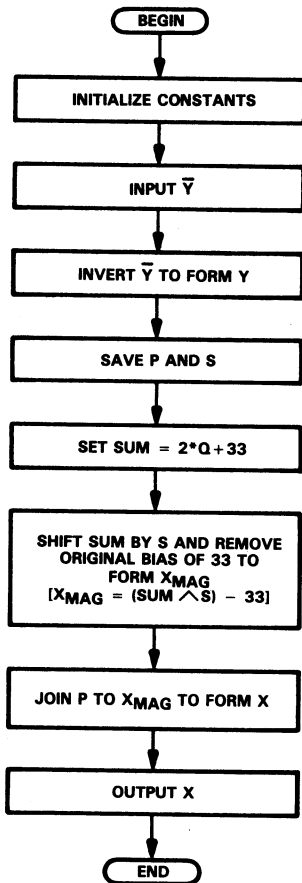 BEGIN
INITIALIZE CONSTANTS
INPUT Y̅
INVERT Y̅ TO FORM Y
SAVE P AND S
SET SUM = 2*Q+33
SHIFT SUM BY S AND REMOVE
ORIGINAL BIAS OF 33 TO
FORM XMAG
[XMAG = (SUM ∧ S) − 33]
JOIN P TO XMAG TO FORM X
OUTPUT X
END